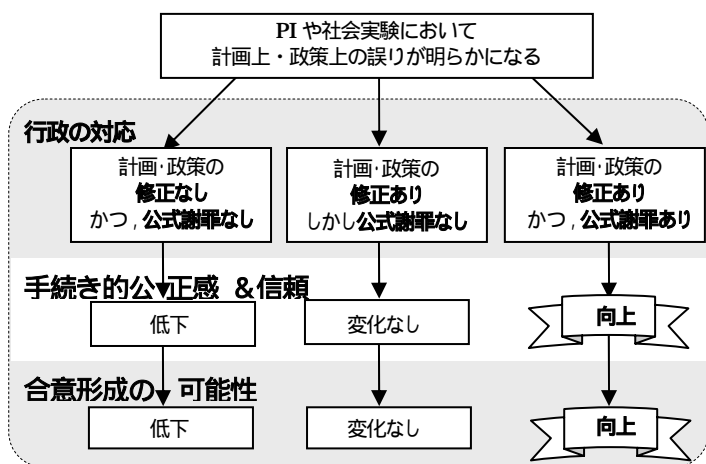 PI や社会実験において
計画上・政策上の誤りが明らかになる
行政の対応
計画・政策の
修正なし
かつ , 公式謝罪なし
計画・政策の
修正あり
しかし公式謝罪なし
計画・政策の
修正あり
かつ , 公式謝罪あり
手続き的公 正感 &信頼
低下
変化なし
向上
合意形成の 可能性
低下
変化なし
向上